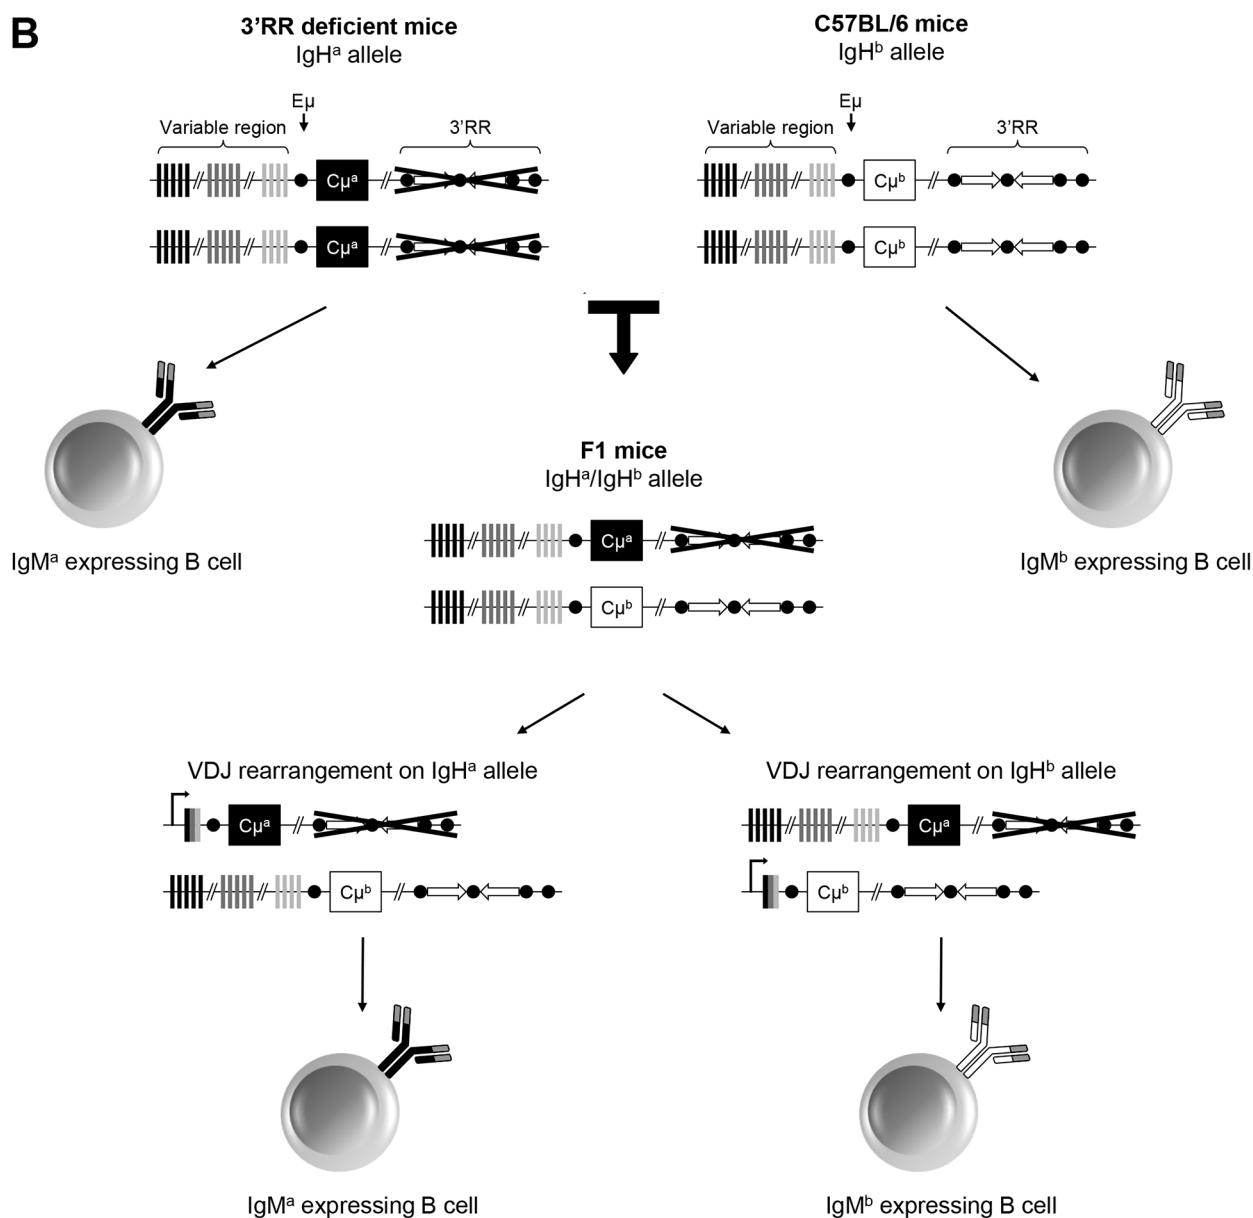 B
3’RR deficient mice
IgHᵃ allele
C57BL/6 mice
IgHᵇ allele
Eμ
Eμ
Variable region
3’RR
Variable region
3’RR
Cμᵃ
Cμᵇ
Cμᵃ
Cμᵇ
F1 mice
IgHᵃ/IgHᵇ allele
Cμᵃ
IgMᵃ expressing B cell
IgMᵇ expressing B cell
Cμᵇ
VDJ rearrangement on IgHᵃ allele
VDJ rearrangement on IgHᵇ allele
Cμᵃ
Cμᵃ
Cμᵇ
Cμᵇ
IgMᵃ expressing B cell
IgMᵇ expressing B cell